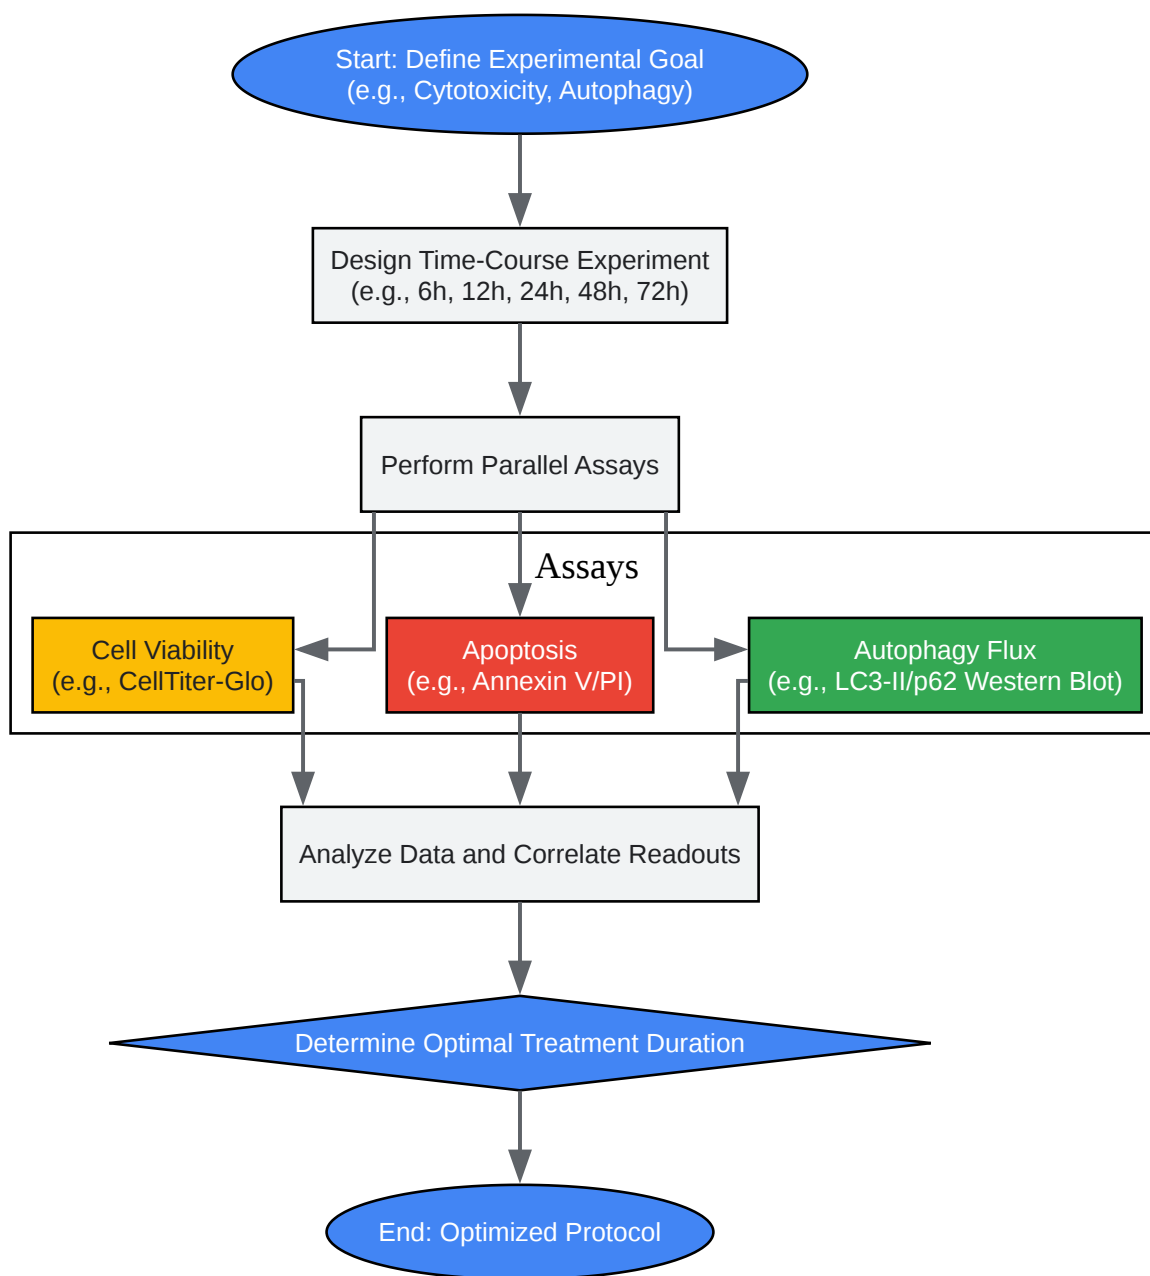 Start: Define Experimental Goal
(e.g., Cytotoxicity, Autophagy)
Design Time-Course Experiment
(e.g., 6h, 12h, 24h, 48h, 72h)
Perform Parallel Assays
Assays
Cell Viability
(e.g., CellTiter-Glo)
Apoptosis
(e.g., Annexin V/PI)
Autophagy Flux
(e.g., LC3-II/p62 Western Blot)
Analyze Data and Correlate Readouts
Determine Optimal Treatment Duration
End: Optimized Protocol